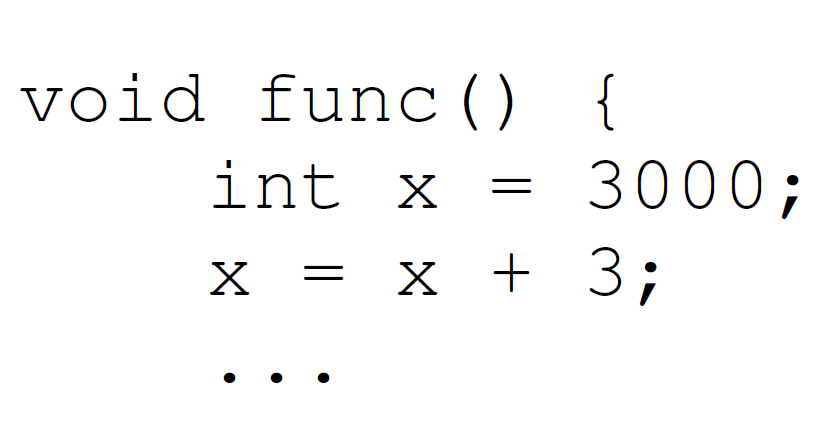 void func() {
    int x = 3000;
    x = x + 3;
    ...